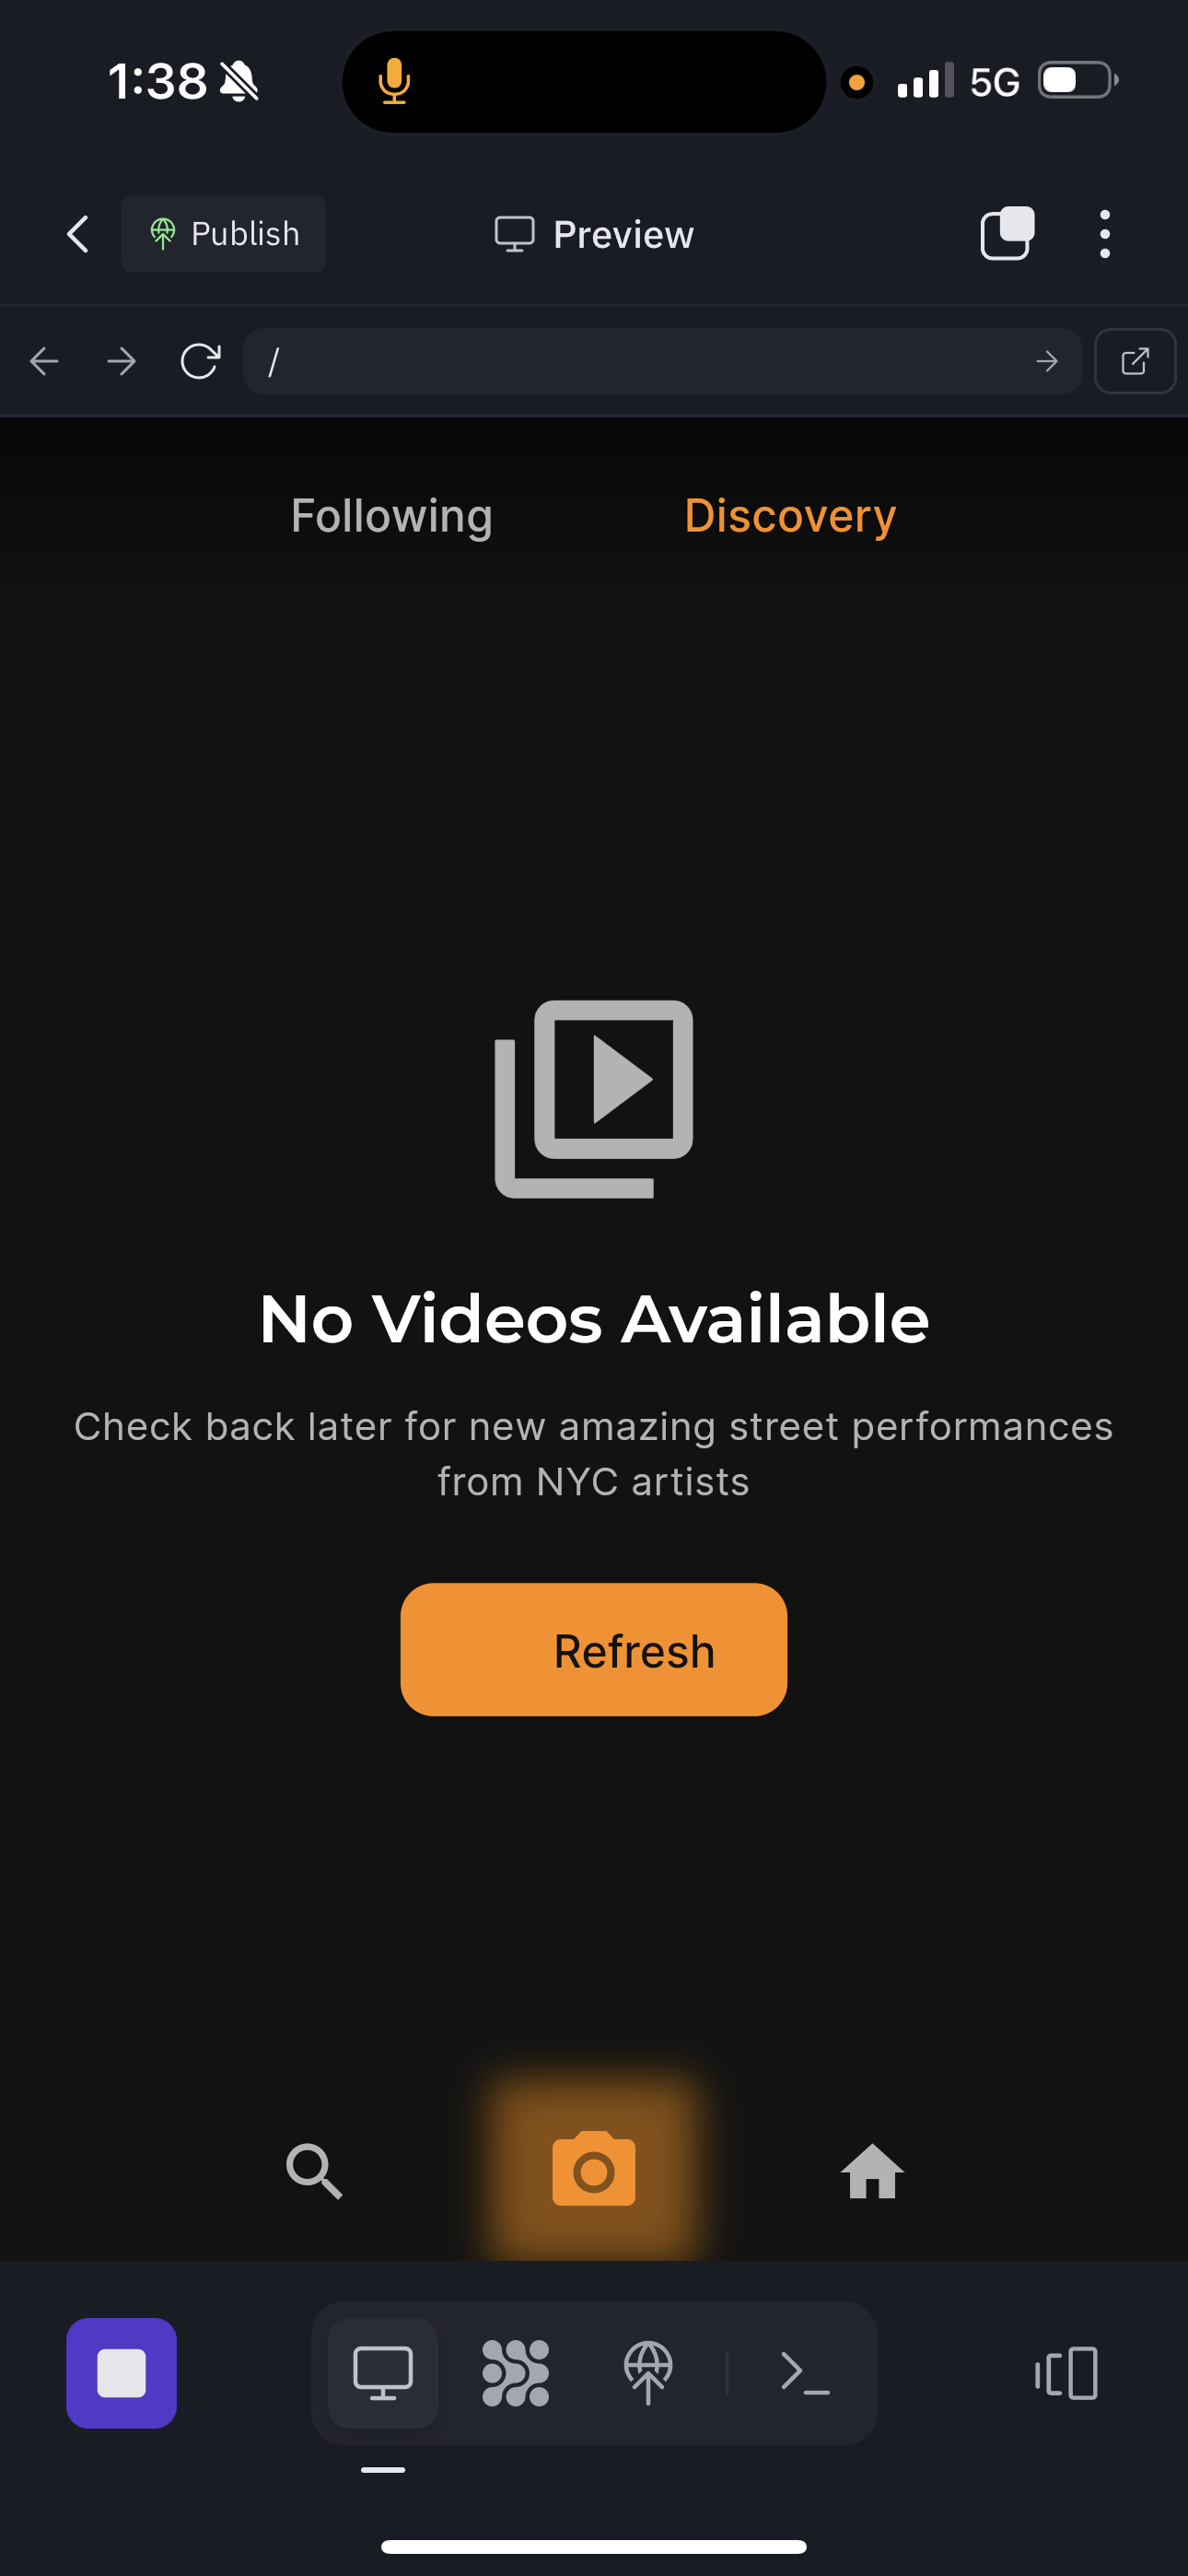 1:38
5G
Publish
Preview
/
Following
Discovery
No Videos Available
Check back later for new amazing street performances
from NYC artists
Refresh